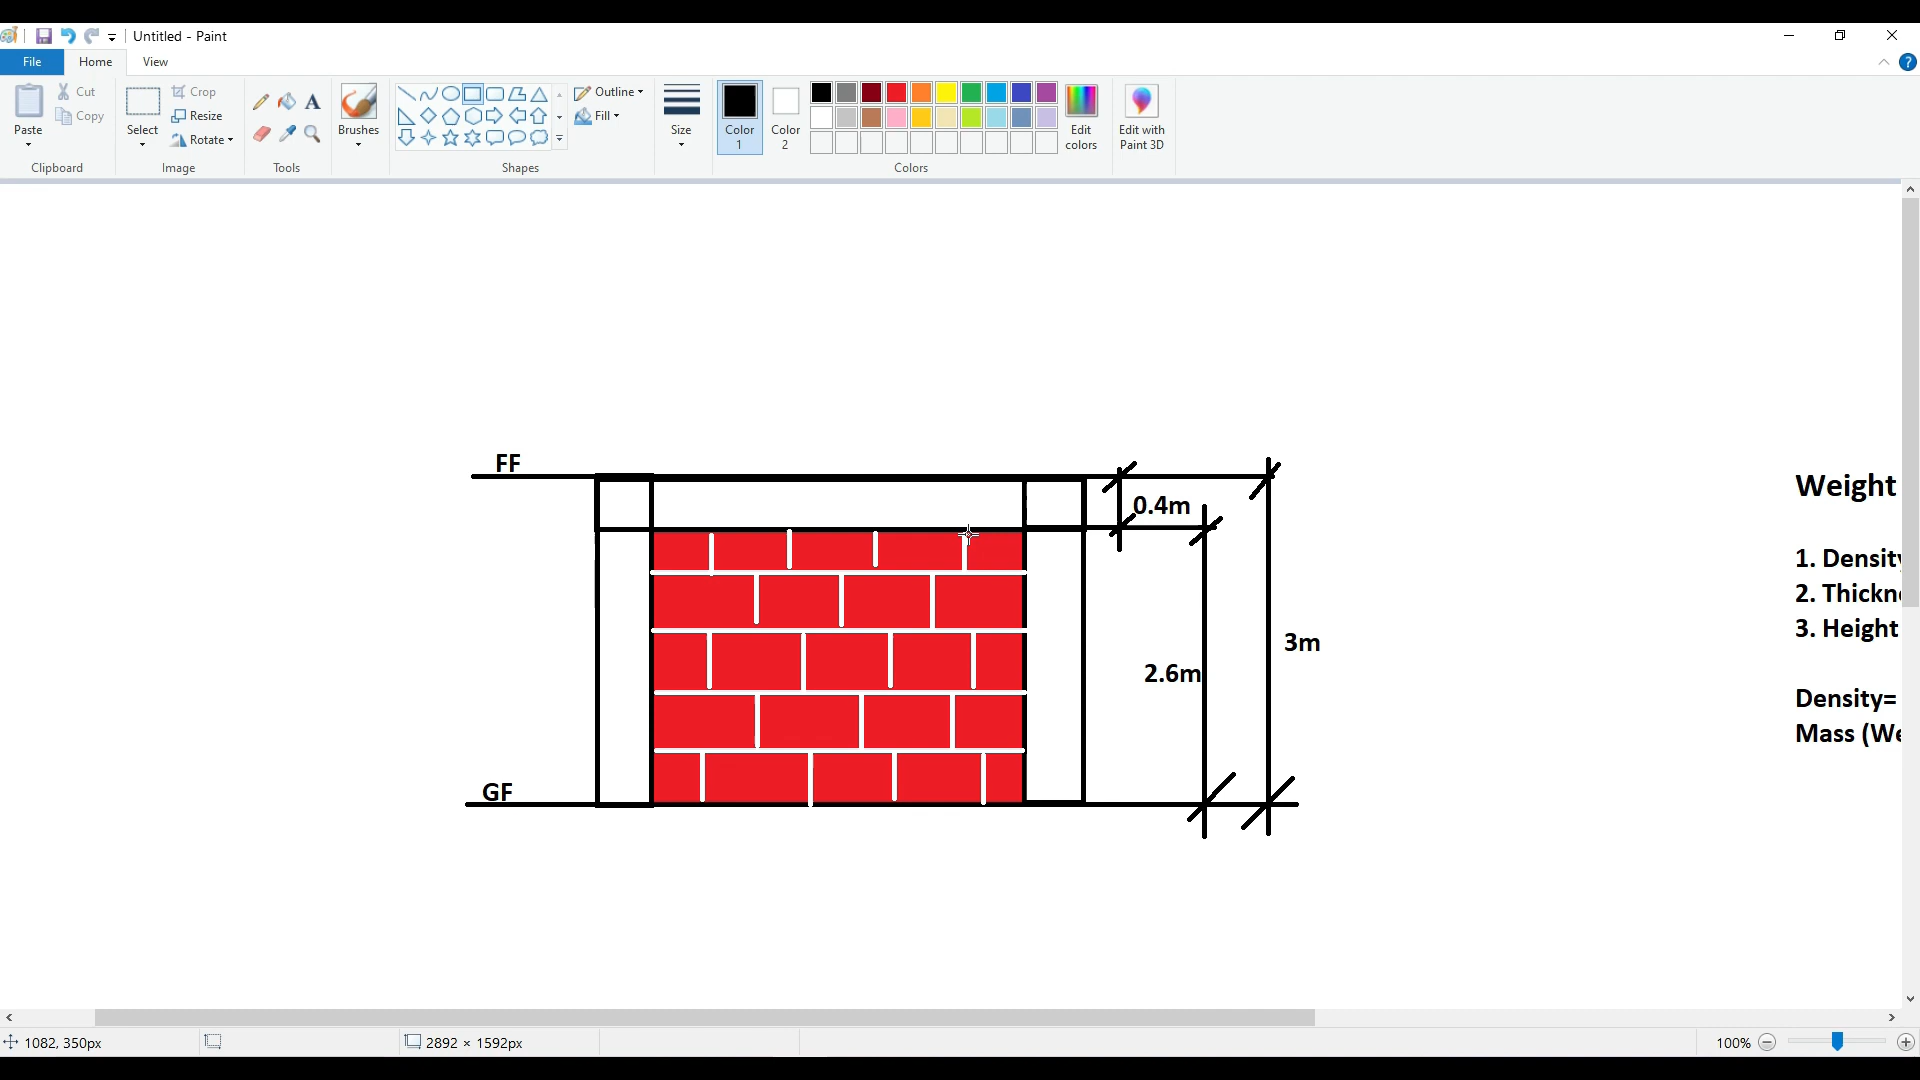 Untitled - Paint
File Home View
Cut
Copy
Paste
Clipboard
Select
Crop
Resize
Rotate
Image
Tools
Brushes
Shapes
Outline
Fill
Size
Color 1
Color 2
Edit colors
Colors
Edit with Paint 3D
FF
0.4m
3m
2.6m
GF
Weight
1. Density
2. Thickn
3. Height
Density=
Mass (We
1082, 350px
2892 × 1592px
100%